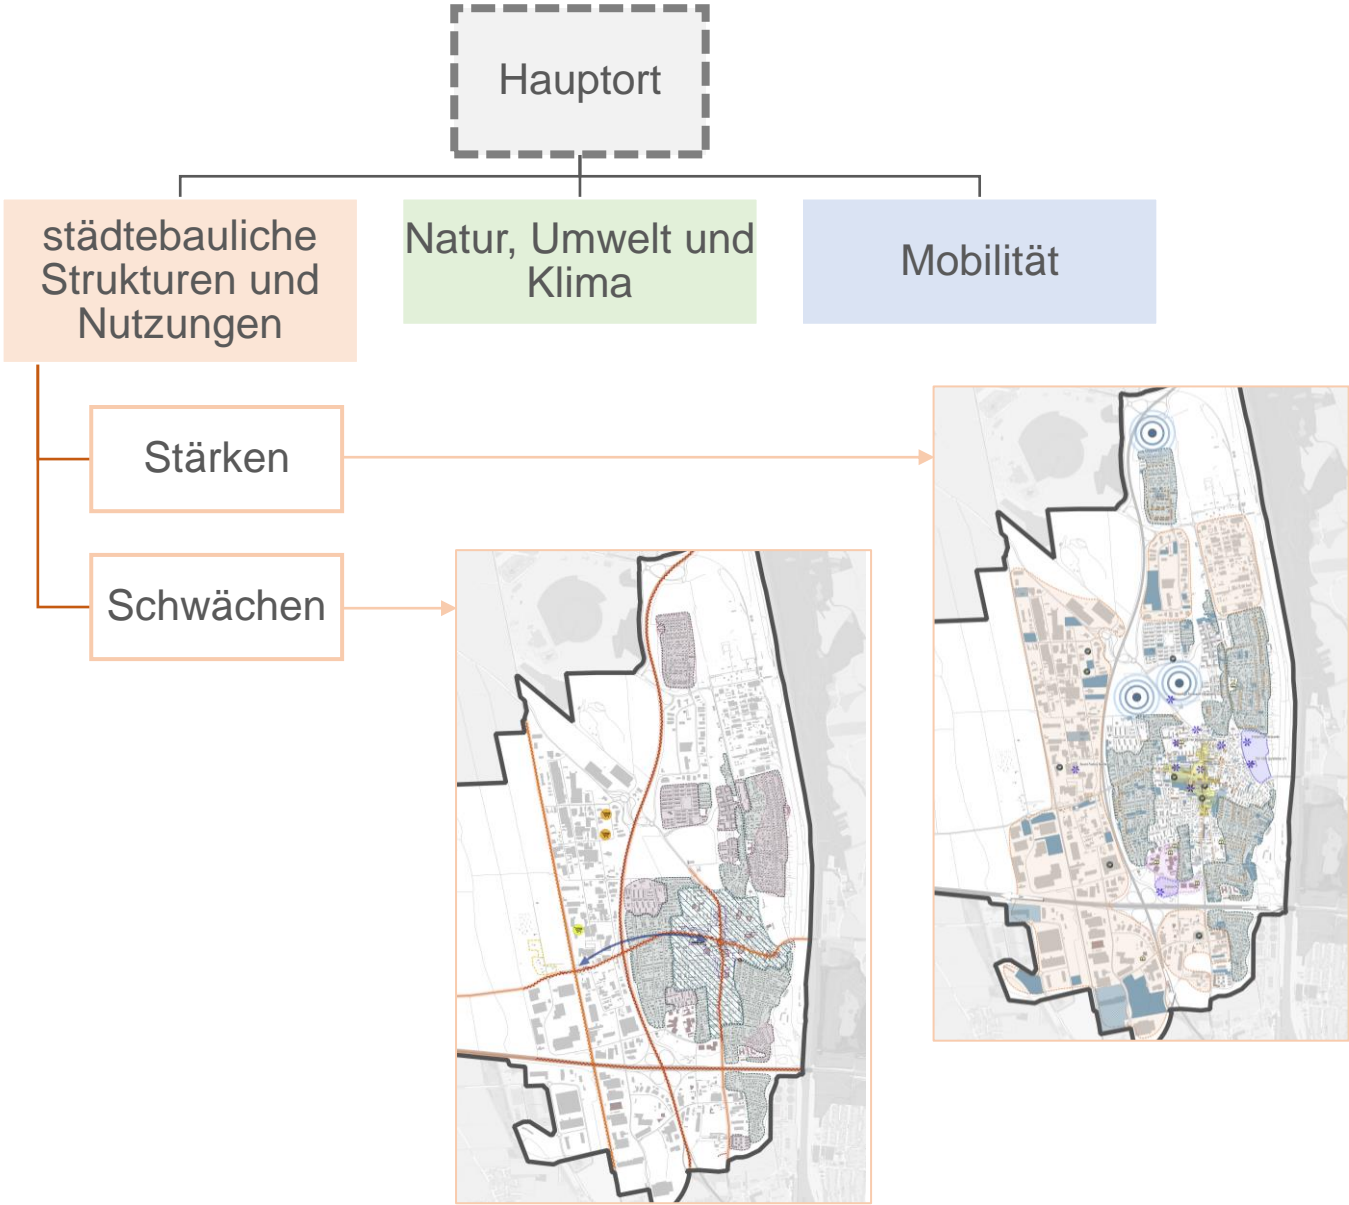 Hauptort
städtebauliche
Strukturen und
Nutzungen
Natur, Umwelt und
Klima
Mobilität
Stärken
Schwächen